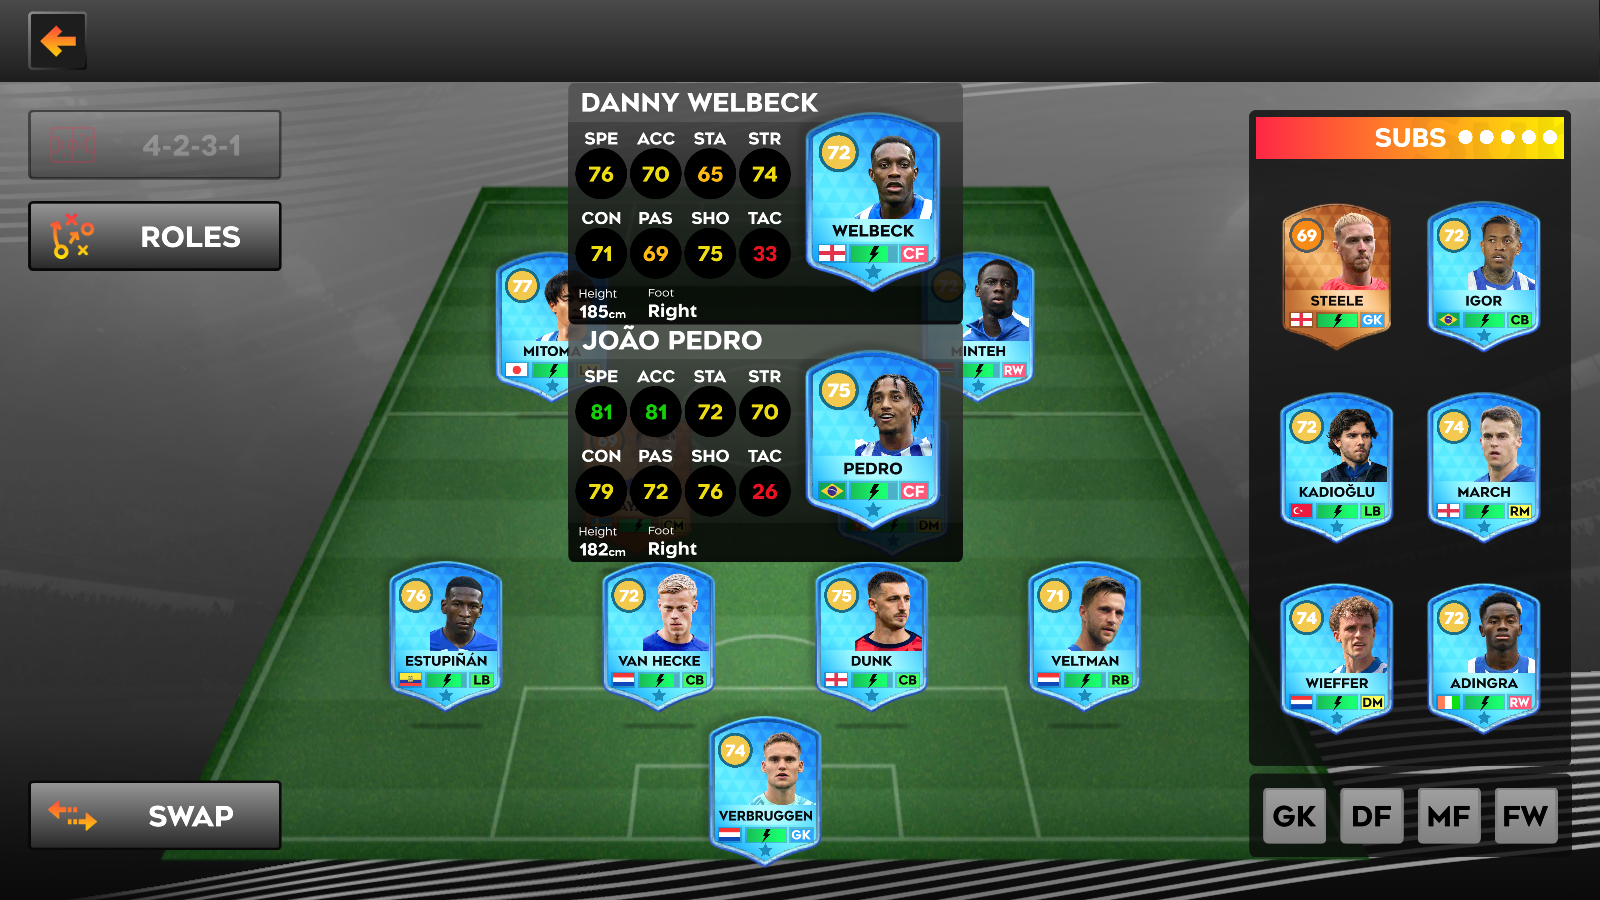 4-2-3-1
ROLES
DANNY WELBECK
SPE ACC STA STR
76 70 65 74
CON PAS SHO TAC
71 69 75 33
Height Foot
185cm Right
72
WELBECK
CF
JOÃO PEDRO
SPE ACC STA STR
81 81 72 70
CON PAS SHO TAC
79 72 76 26
Height Foot
182cm Right
75
PEDRO
CF
77
MITOMA
MINTEH
RW
69
CM
DM
76
ESTUPIÑÁN
LB
72
VAN HECKE
CB
75
DUNK
CB
71
VELTMAN
RB
74
VERBRUGGEN
GK
SWAP
SUBS
69
STEELE
GK
72
IGOR
CB
72
KADIOĞLU
LB
74
MARCH
RM
74
WIEFFER
DM
72
ADINGRA
RW
GK DF MF FW